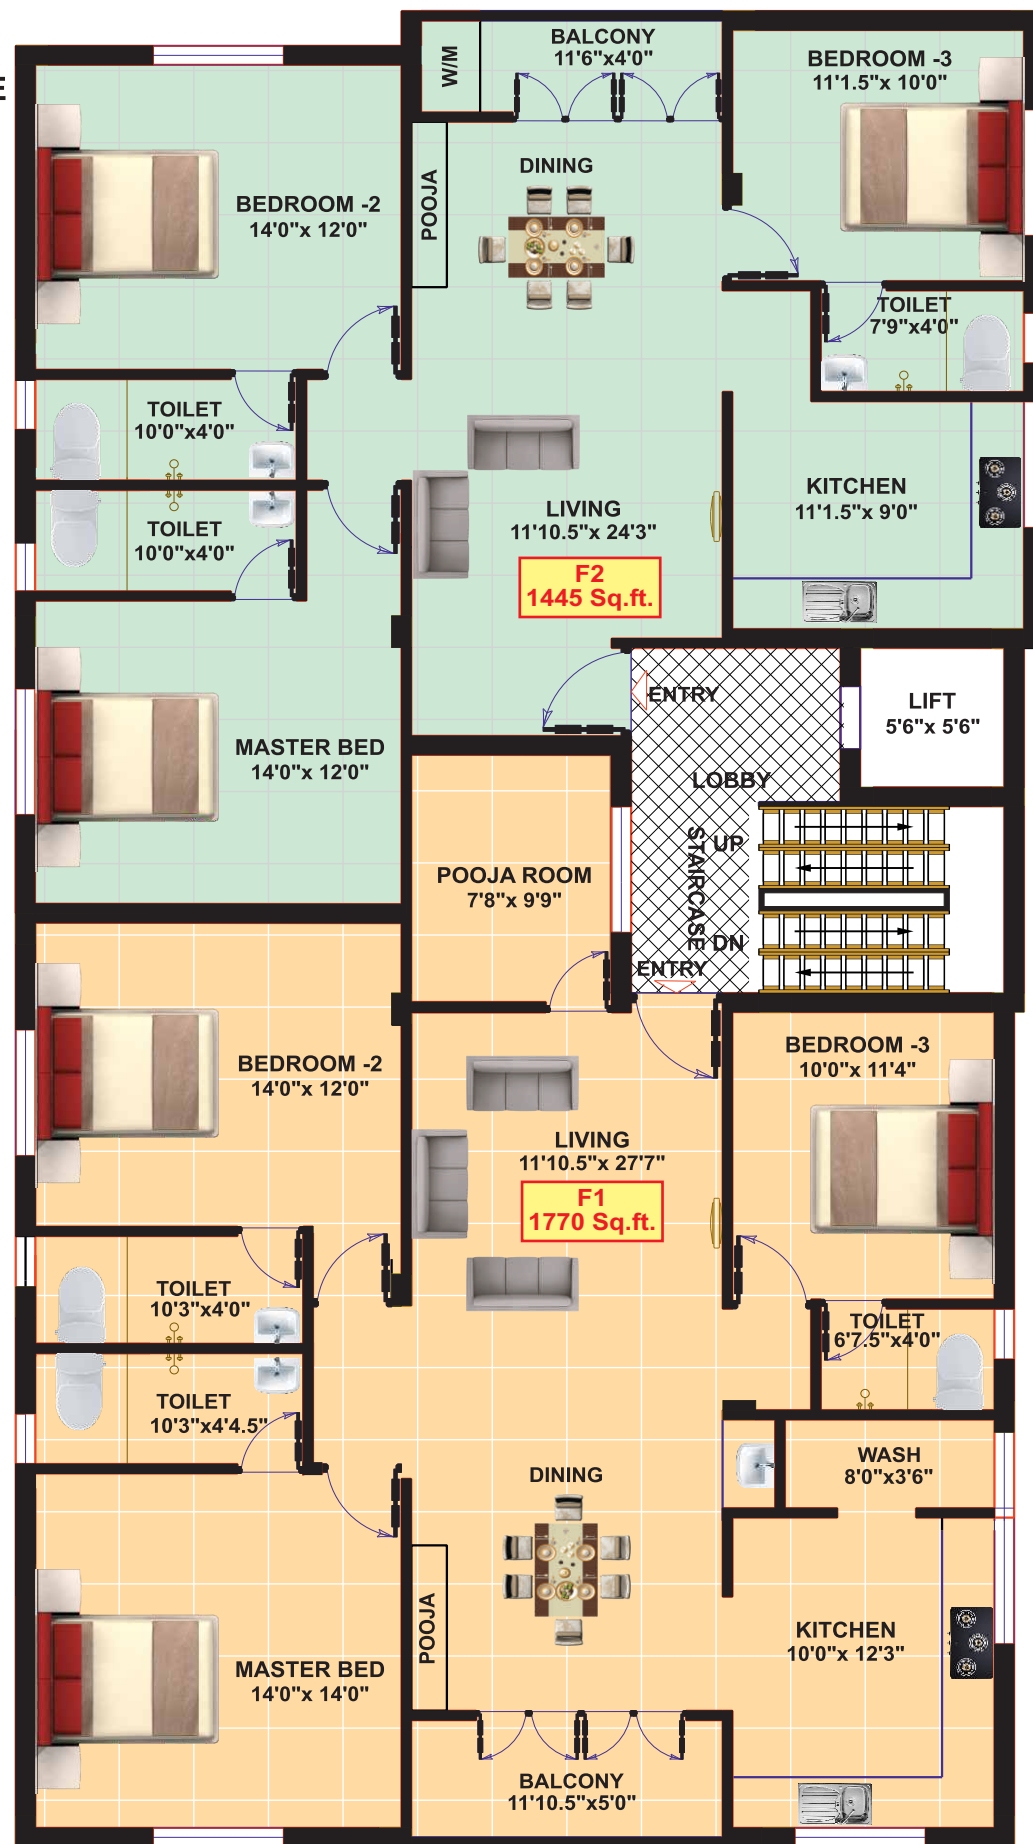 E
W/M
BALCONY
11'6"x4'0"
BEDROOM -3
11'1.5"x 10'0"
POOJA
DINING
BEDROOM -2
14'0"x 12'0"
TOILET
7'9"x4'0"
TOILET
10'0"x4'0"
TOILET
10'0"x4'0"
LIVING
11'10.5"x 24'3"
F2
1445 Sq.ft.
KITCHEN
11'1.5"x 9'0"
MASTER BED
14'0"x 12'0"
ENTRY
LIFT
5'6"x 5'6"
LOBBY
STAIRCASE
UP
DN
ENTRY
POOJA ROOM
7'8"x 9'9"
BEDROOM -2
14'0"x 12'0"
BEDROOM -3
10'0"x 11'4"
LIVING
11'10.5"x 27'7"
F1
1770 Sq.ft.
TOILET
10'3"x4'0"
TOILET
6'7.5"x4'0"
TOILET
10'3"x4'4.5"
DINING
WASH
8'0"x3'6"
POOJA
KITCHEN
10'0"x 12'3"
MASTER BED
14'0"x 14'0"
BALCONY
11'10.5"x5'0"